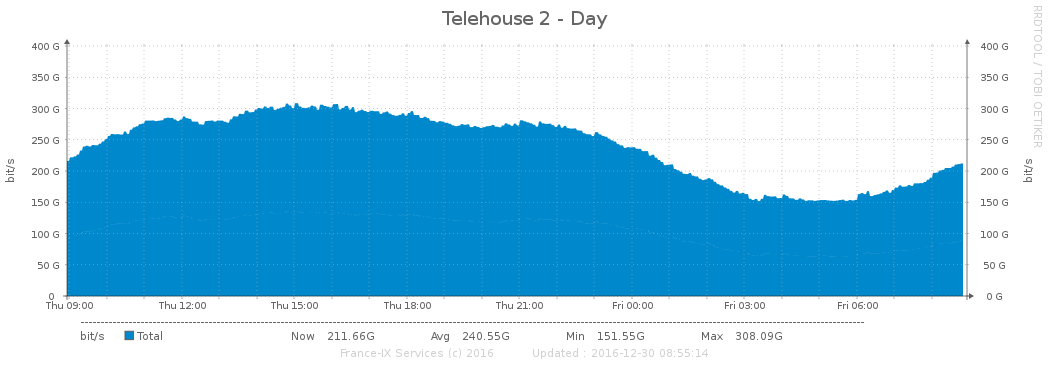 Telehouse 2 - Day
RRDTOOL / TOBI OETIKER
bit/s
400 G
350 G
300 G
250 G
200 G
150 G
100 G
50 G
0
400 G
350 G
300 G
250 G
200 G
150 G
100 G
50 G
0 G
bit/s
Thu 09:00 Thu 12:00 Thu 15:00 Thu 18:00 Thu 21:00 Fri 00:00 Fri 03:00 Fri 06:00
bit/s Total Now 211.66G Avg 240.55G Min 151.55G Max 308.09G
France-IX Services (c) 2016 Updated : 2016-12-30 08:55:14